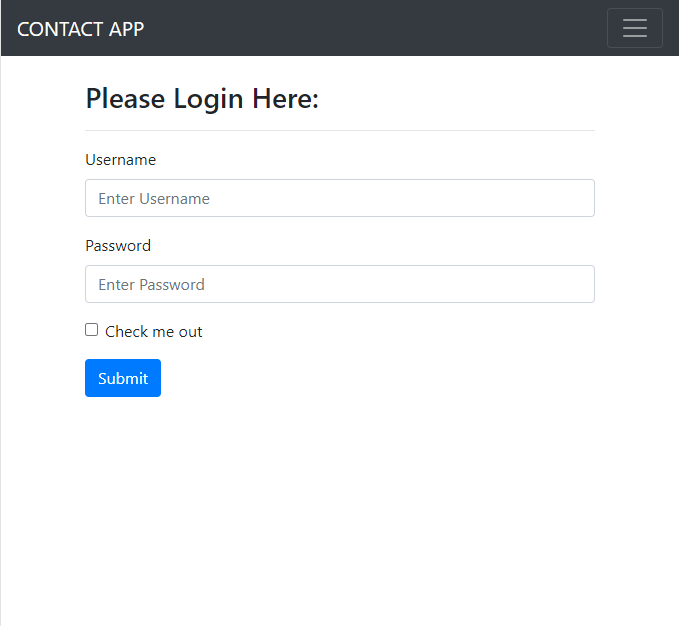 CONTACT APP
Please Login Here:
Username
Enter Username
Password
Enter Password
Check me out
Submit